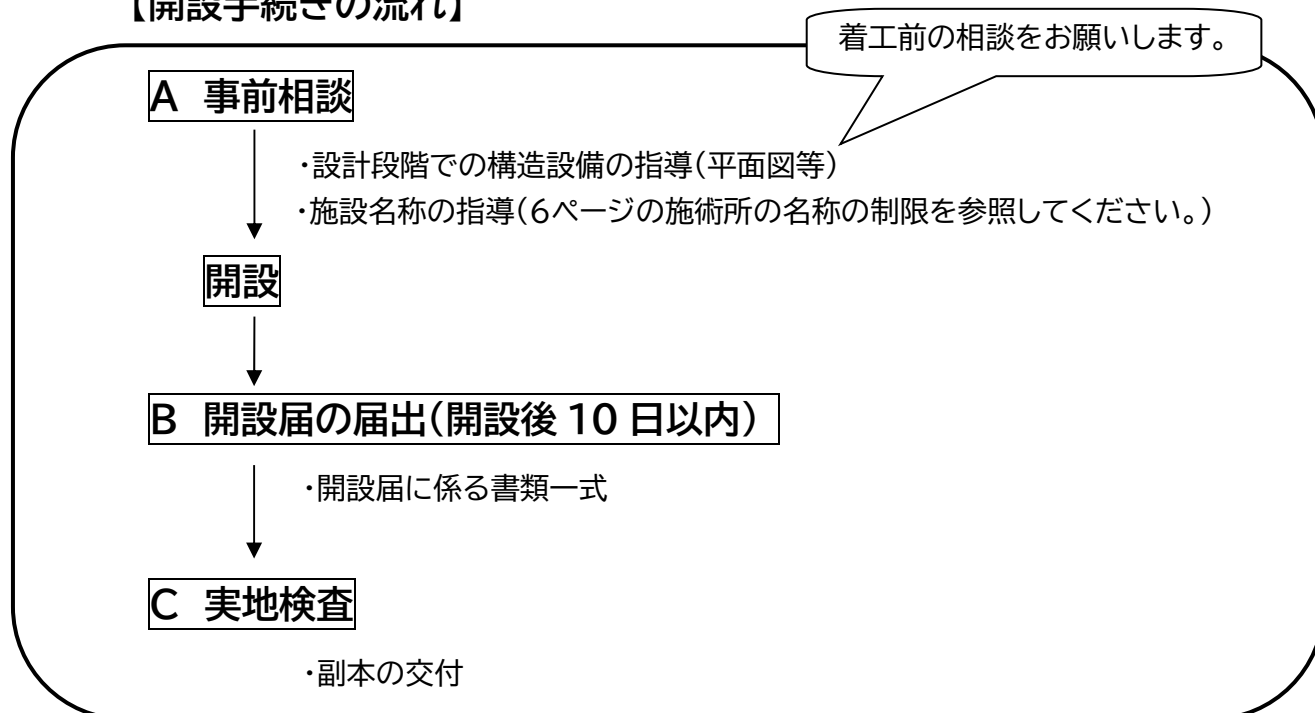 【開設手続きの流れ】
着工前の相談をお願いします。
A 事前相談
・設計段階での構造設備の指導(平面図等)
・施設名称の指導(6ページの施術所の名称の制限を参照してください。)
開設
B 開設届の届出(開設後 10 日以内)
・開設届に係る書類一式
C 実地検査
・副本の交付